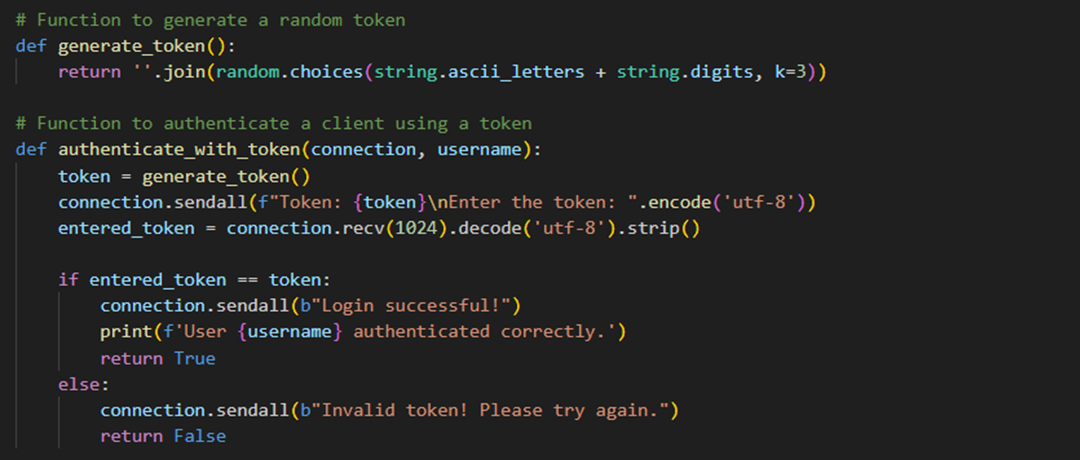 # Function to generate a random token
def generate_token():
    return ''.join(random.choices(string.ascii_letters + string.digits, k=3))

# Function to authenticate a client using a token
def authenticate_with_token(connection, username):
    token = generate_token()
    connection.sendall(f"Token: {token}\nEnter the token: ".encode('utf-8'))
    entered_token = connection.recv(1024).decode('utf-8').strip()

    if entered_token == token:
        connection.sendall(b"Login successful!")
        print(f'User {username} authenticated correctly.')
        return True
    else:
        connection.sendall(b"Invalid token! Please try again.")
        return False